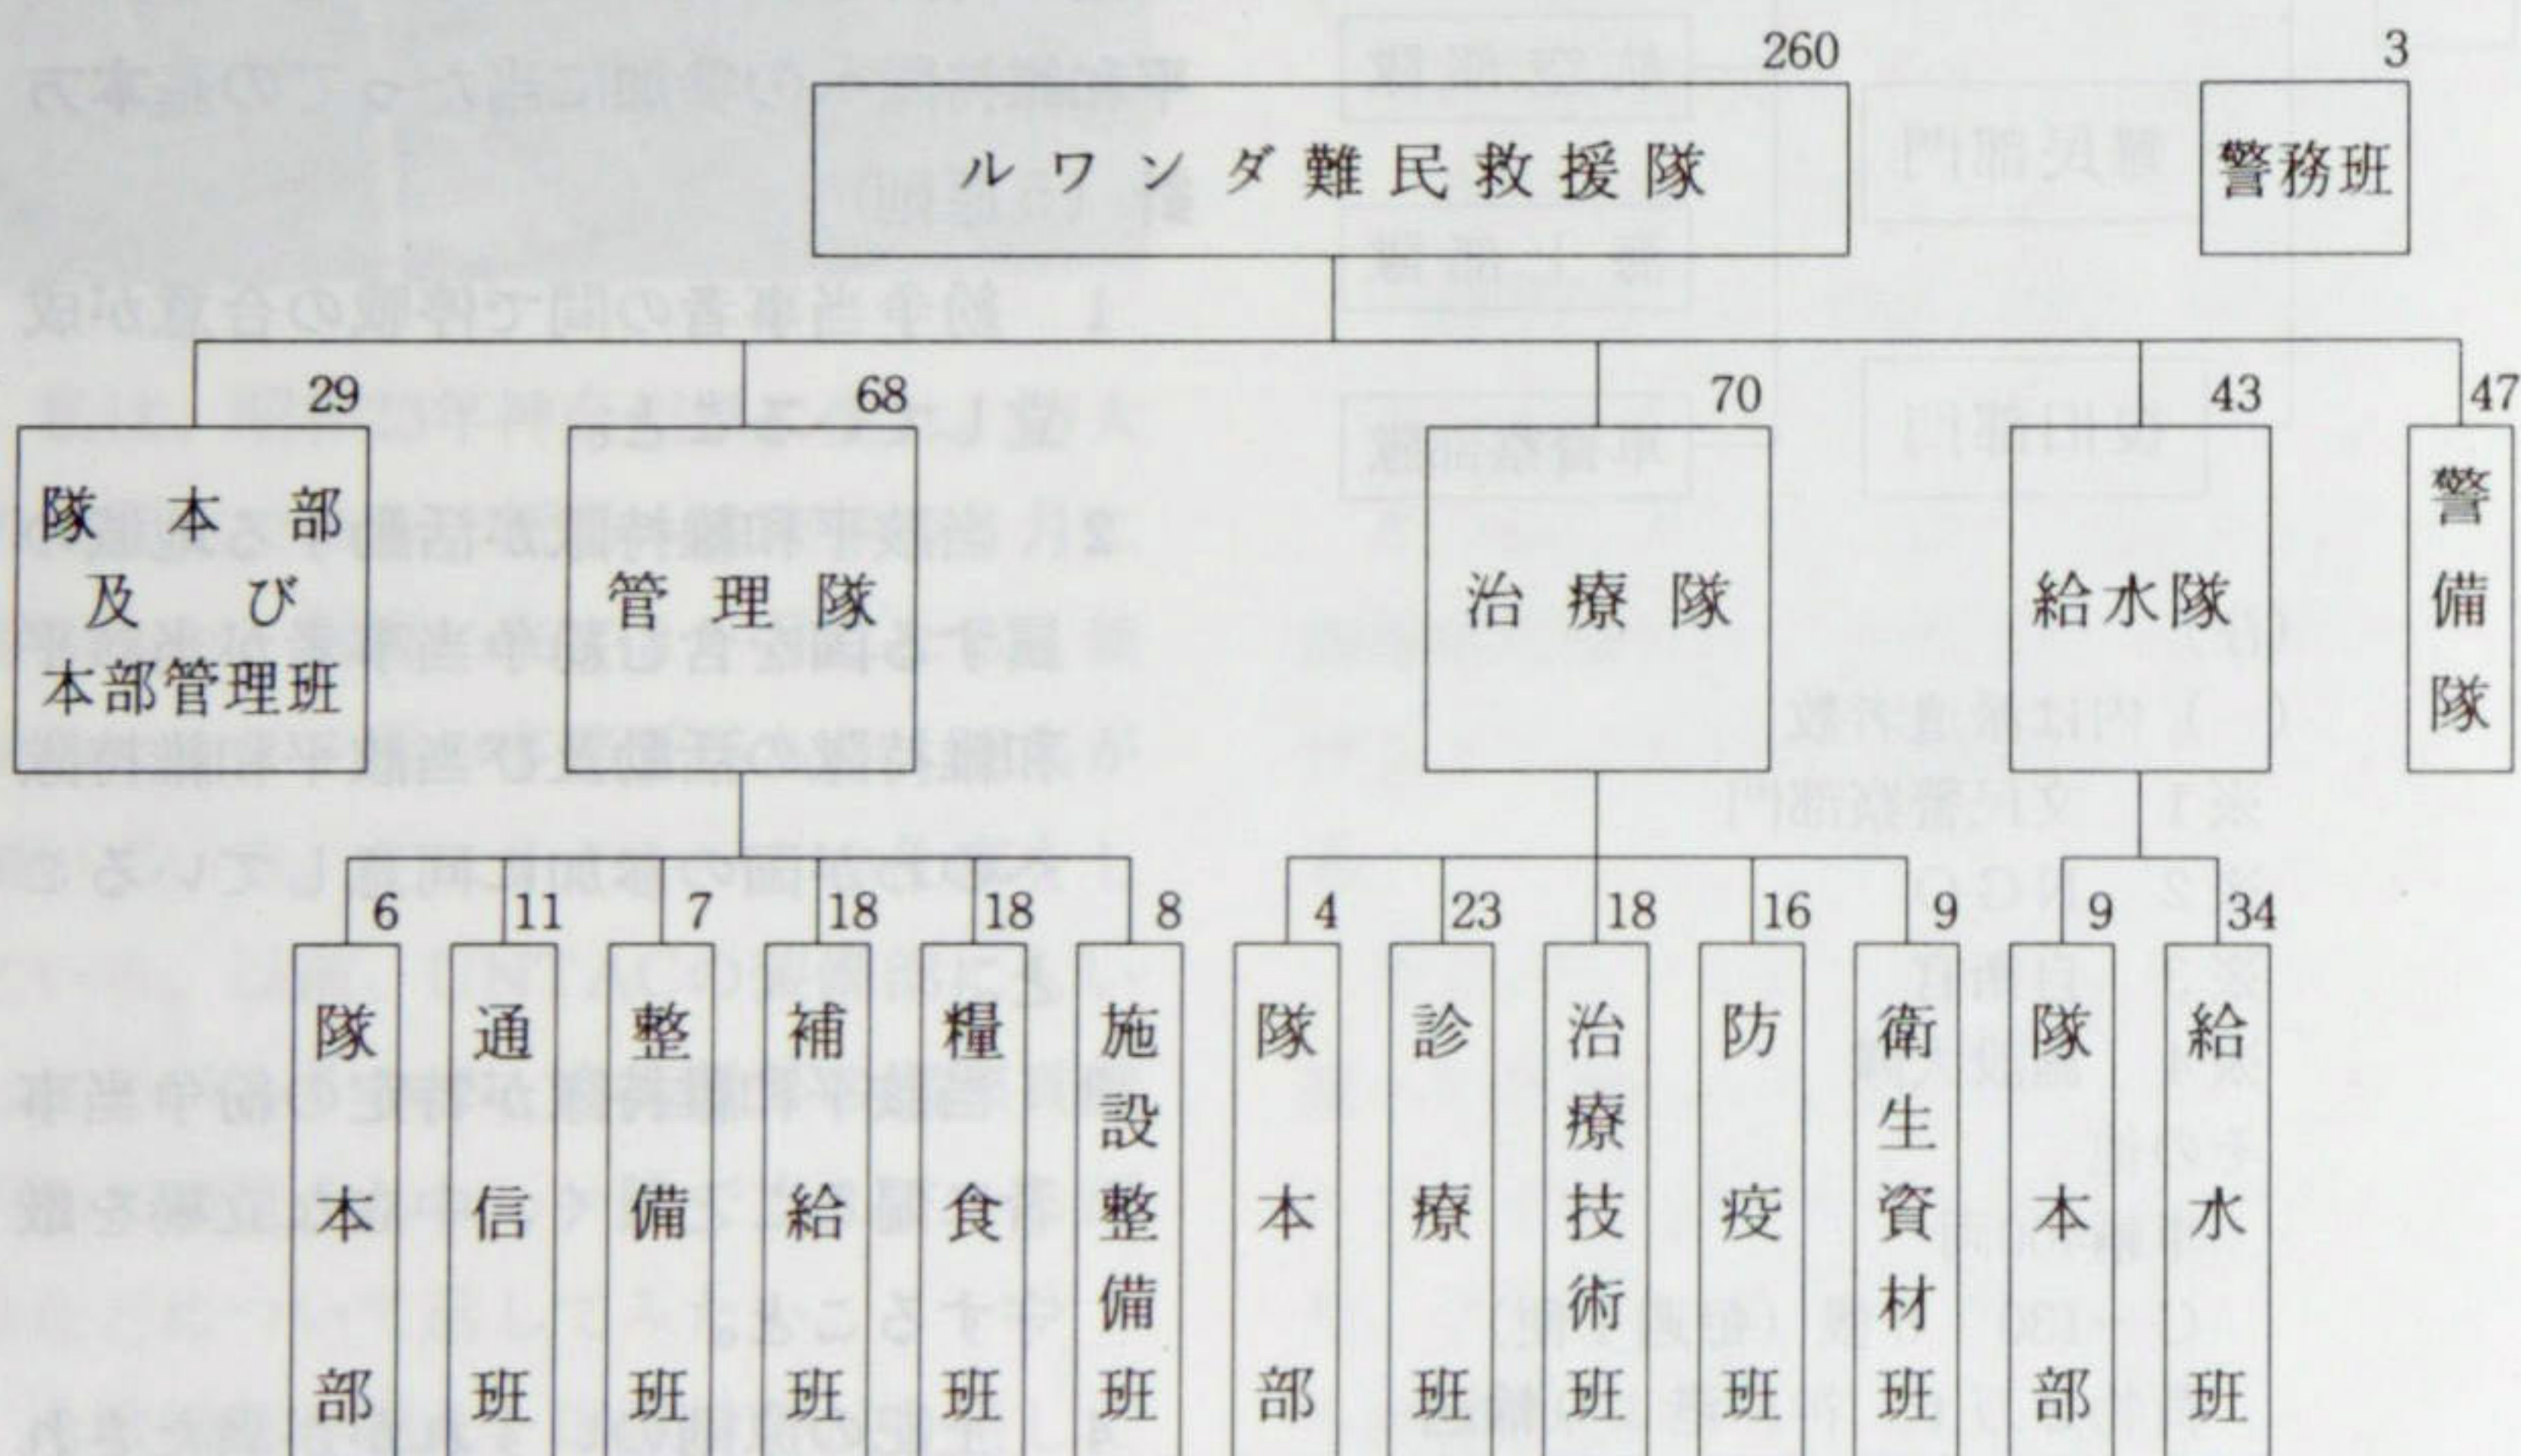 260
ルワンダ難民救援隊
3
警務班
29
隊本部
及び
本部管理班
68
管理隊
70
治療隊
43
給水隊
47
警備隊
6
隊本部
11
通信班
7
整備班
18
補給班
18
糧食班
8
施設整備班
4
隊本部
23
診療班
18
治療技術班
16
防疫班
9
衛生資材班
9
隊本部
34
給水班